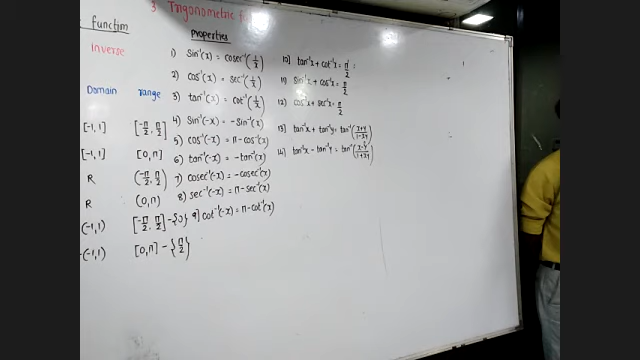 3 Trigonometric f
functim
Inverse
Domain range
[-1,1] [-π/2, π/2]
[-1,1] [0,π]
R (-π/2, π/2)
R (0,π)
(-1,1) [-π/2, π/2] - {0}
-(-1,1) [0,π] - {π/2}
Properties
1) sin⁻¹(x) = cosec⁻¹(1/x)
2) cos⁻¹(x) = sec⁻¹(1/x)
3) tan⁻¹(x) = cot⁻¹(1/x)
4) sin⁻¹(-x) = -sin⁻¹(x)
5) cos⁻¹(-x) = π-cos⁻¹(x)
6) tan⁻¹(-x) = -tan⁻¹(x)
7) cosec⁻¹(-x) = -cosec⁻¹(x)
8) sec⁻¹(-x) = π-sec⁻¹(x)
9] cot⁻¹(-x) = π-cot⁻¹(x)
10) tan⁻¹x + cot⁻¹x = π/2
11) sin⁻¹x + cos⁻¹x = π/2
12) cos⁻¹x + sec⁻¹x = π/2
13) tan⁻¹x + tan⁻¹y = tan⁻¹(x+y/1-xy)
14) tan⁻¹x - tan⁻¹y = tan⁻¹(x-y/1+xy)